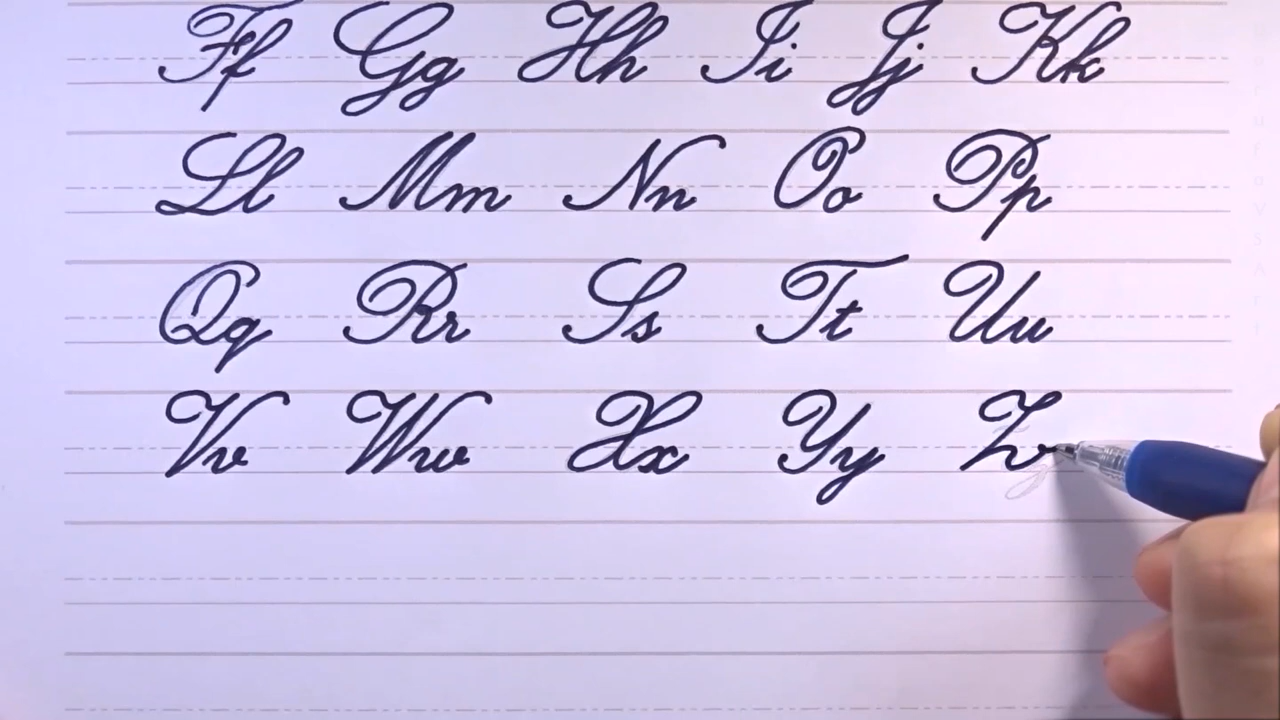 Ff Gg Hh Ii Jj Kk
Ll Mm Nn Oo Pp
Qq Rr Ss Tt Uu
Vv Ww Xx Yy Z